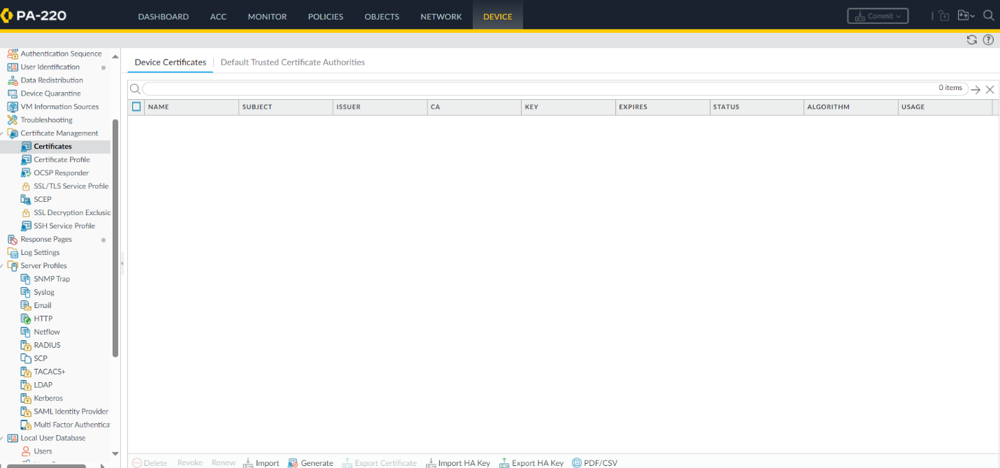 PA-220
DASHBOARD ACC MONITOR POLICIES OBJECTS NETWORK DEVICE Commit
Authentication Sequence
User Identification
Data Redistribution
Device Quarantine
VM Information Sources
Troubleshooting
Certificate Management
Certificates
Certificate Profile
OCSP Responder
SSL/TLS Service Profile
SCEP
SSL Decryption Exclusio
SSH Service Profile
Response Pages
Log Settings
Server Profiles
SNMP Trap
Syslog
Email
HTTP
Netflow
RADIUS
SCP
TACACS+
LDAP
Kerberos
SAML Identity Provider
Multi Factor Authentica
Local User Database
Users
Device Certificates Default Trusted Certificate Authorities
0 items
NAME SUBJECT ISSUER CA KEY EXPIRES STATUS ALGORITHM USAGE
Delete Revoke Renew Import Generate Export Certificate Import HA Key Export HA Key PDF/CSV